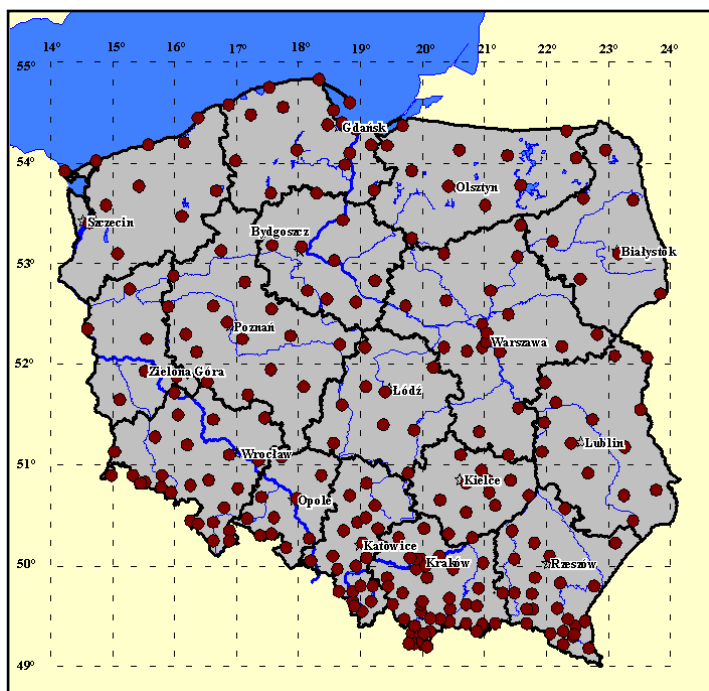 14° 15° 16° 17° 18° 19° 20° 21° 22° 23° 24°
55°
Gdańsk
54°
Olsztyn
Szczecin
Bydgoszcz
Białystok
53°
Poznań
Warszawa
52°
Zielona Góra
Łódź
Wrocław
Lublin
51°
Kielce
Opole
Katowice
Kraków
Rzeszów
50°
49°